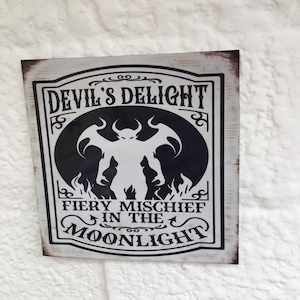 DEVIL'S DELIGHT
FIERY MISCHIEF
IN THE
MOONLIGHT